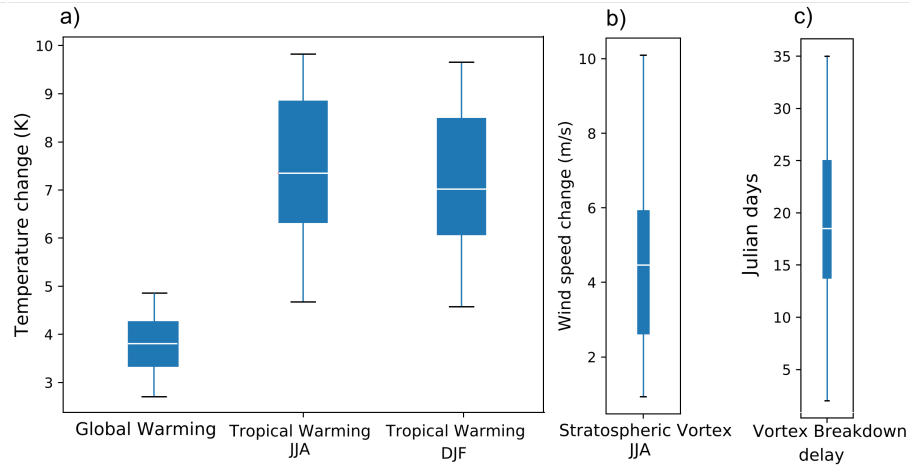 a)
b)
c)
Temperature change (K)
10
9
8
7
6
5
4
3
Global Warming
Tropical Warming
JJA
Tropical Warming
DJF
Wind speed change (m/s)
10
8
6
4
2
Stratospheric Vortex
JJA
Julian days
35
30
25
20
15
10
5
Vortex Breakdown
delay